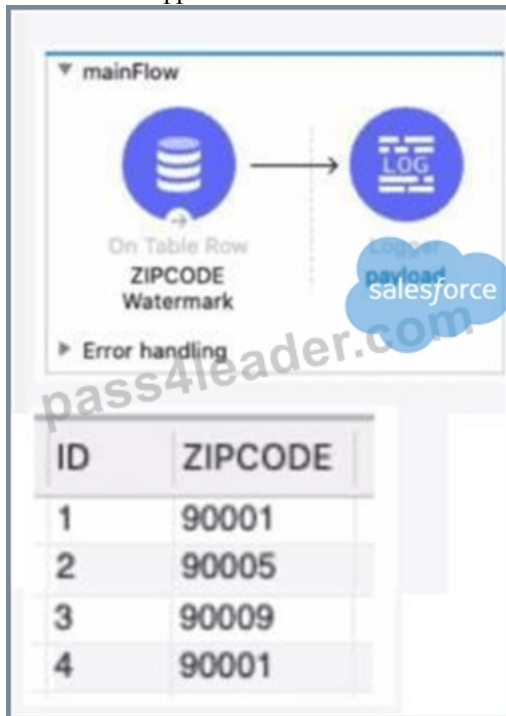 mainFlow
LOG
On Table Row
Logger
ZIPCODE
Watermark
payload
salesforce
Error handling
pass4leader.com
ID ZIPCODE
1 90001
2 90005
3 90009
4 90001